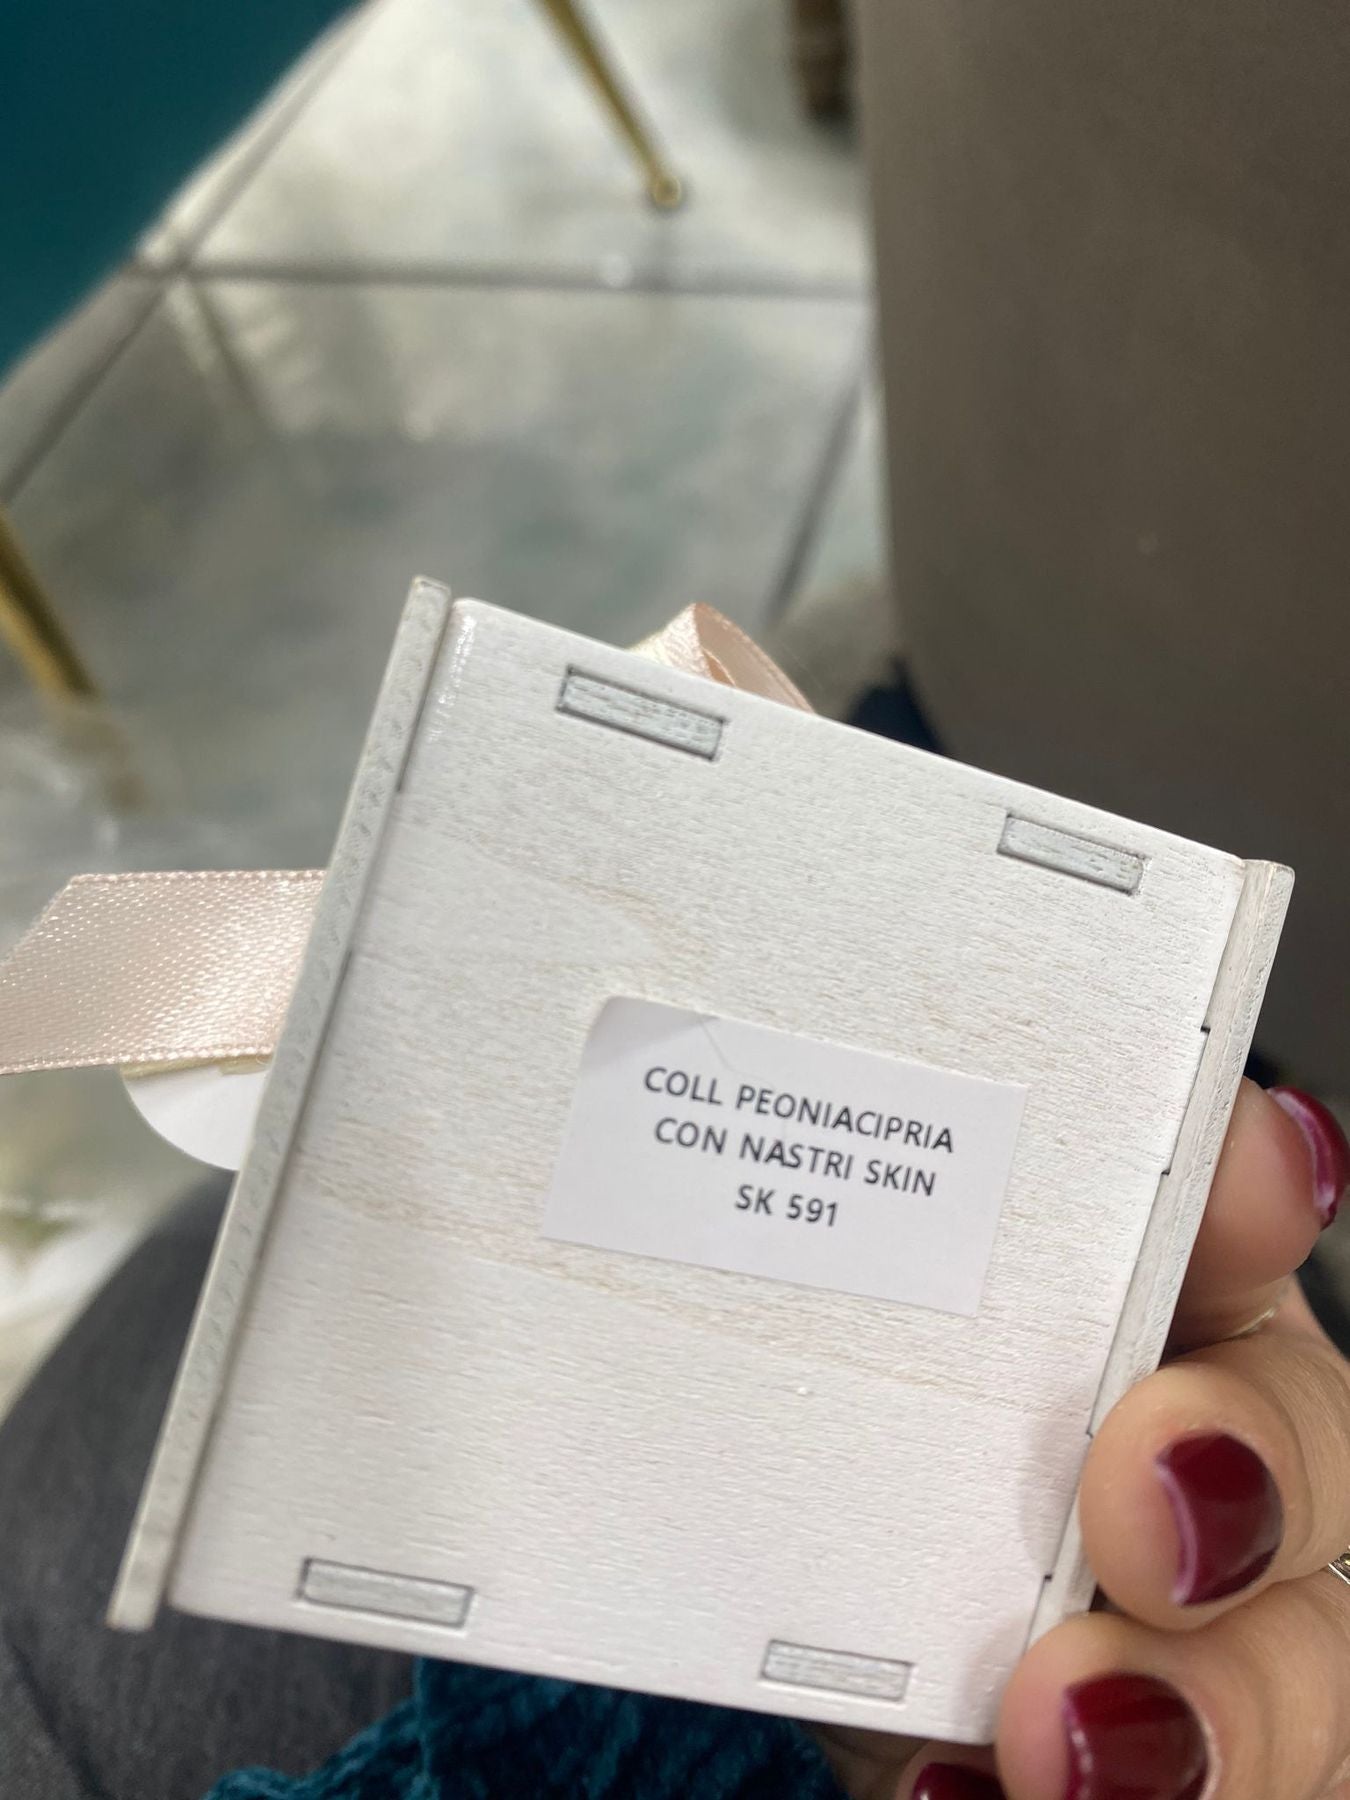 COLL PEONIACIPRIA
CON NASTRI SKIN
SK 591